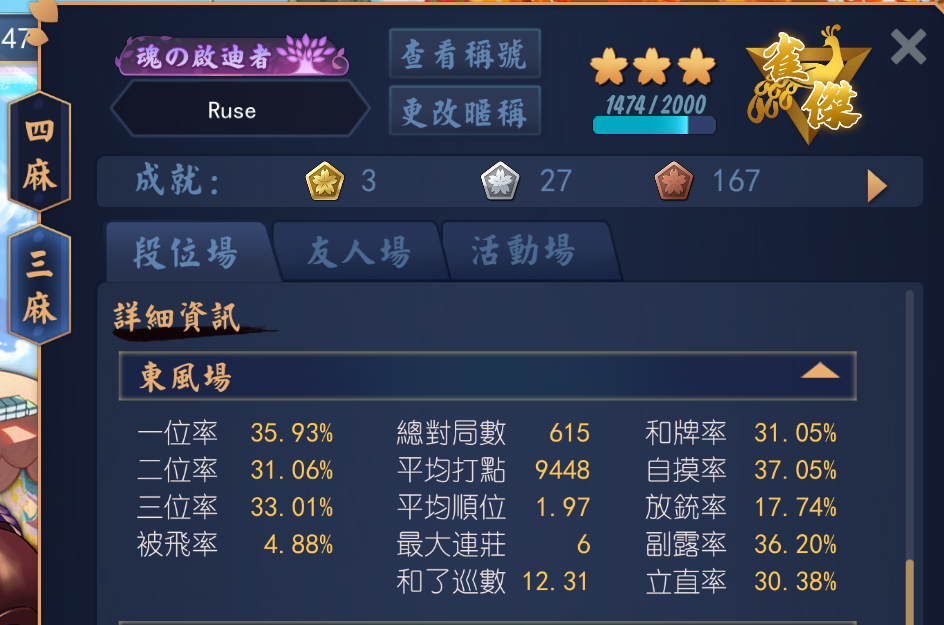 47
魂の啟迪者
Ruse
查看稱號
更改暱稱
1474/2000
雀傑
四麻
三麻
成就： 3 27 167
段位場 友人場 活動場
詳細資訊
東風場
一位率 35.93% 總對局數 615 和牌率 31.05%
二位率 31.06% 平均打點 9448 自摸率 37.05%
三位率 33.01% 平均順位 1.97 放銃率 17.74%
被飛率 4.88% 最大連莊 6 副露率 36.20%
和了巡數 12.31 立直率 30.38%